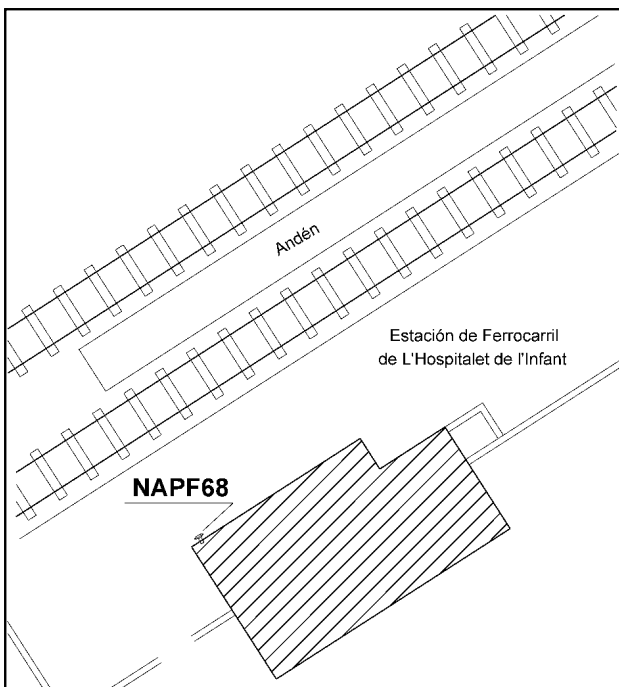 Andén
Estación de Ferrocarril
de L'Hospitalet de l'Infant
NAPF68